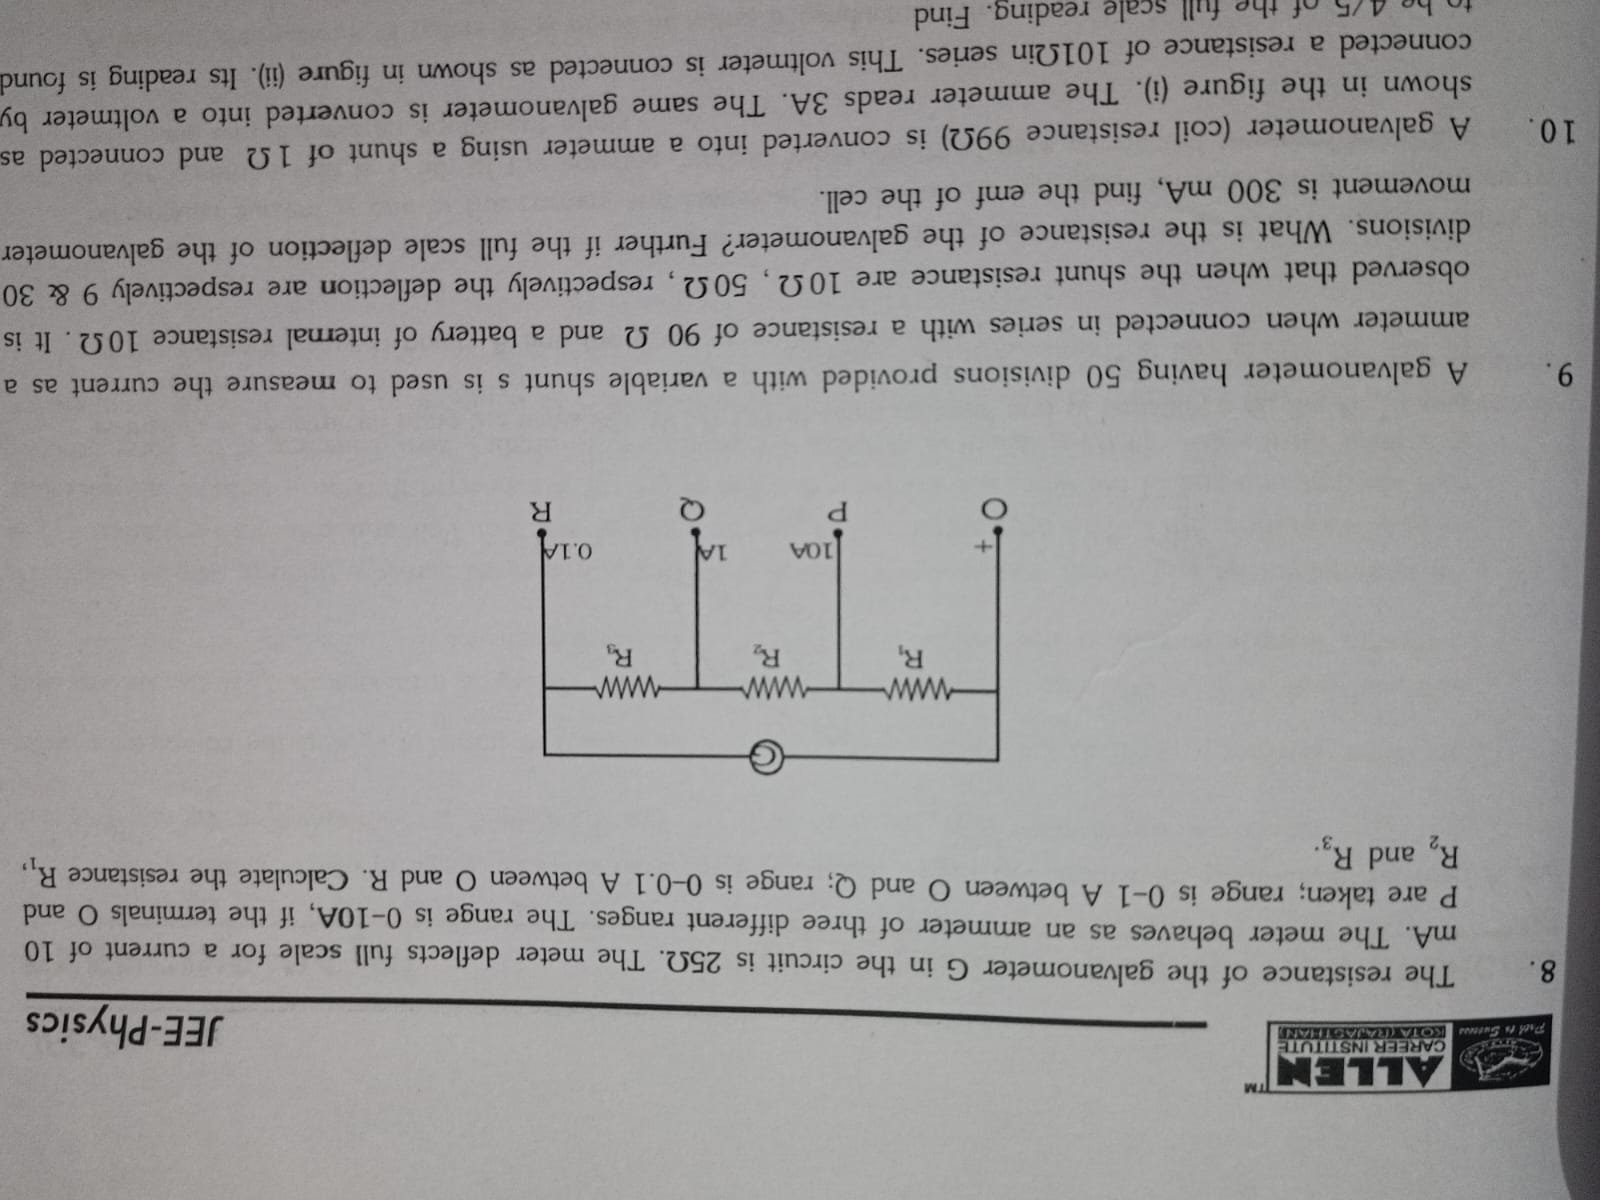 ALLEN TM
CAREER INSTITUTE
KOTA (RAJASTHAN)
Path to Success
JEE-Physics
8. The resistance of the galvanometer G in the circuit is 25Ω. The meter deflects full scale for a current of 10
mA. The meter behaves as an ammeter of three different ranges. The range is 0–10A, if the terminals O and
P are taken; range is 0–1 A between O and Q; range is 0–0.1 A between O and R. Calculate the resistance R₁,
R₂ and R₃.
G
R₁ R₂ R₃
+ 10A 1A 0.1A
O P Q R
9. A galvanometer having 50 divisions provided with a variable shunt s is used to measure the current as a
ammeter when connected in series with a resistance of 90 Ω and a battery of internal resistance 10Ω. It is
observed that when the shunt resistance are 10Ω, 50Ω, respectively the deflection are respectively 9 & 30
divisions. What is the resistance of the galvanometer? Further if the full scale deflection of the galvanometer
movement is 300 mA, find the emf of the cell.
10. A galvanometer (coil resistance 99Ω) is converted into a ammeter using a shunt of 1Ω and connected as
shown in the figure (i). The ammeter reads 3A. The same galvanometer is converted into a voltmeter by
connected a resistance of 101Ωin series. This voltmeter is connected as shown in figure (ii). Its reading is found
to be 4/5 of the full scale reading. Find